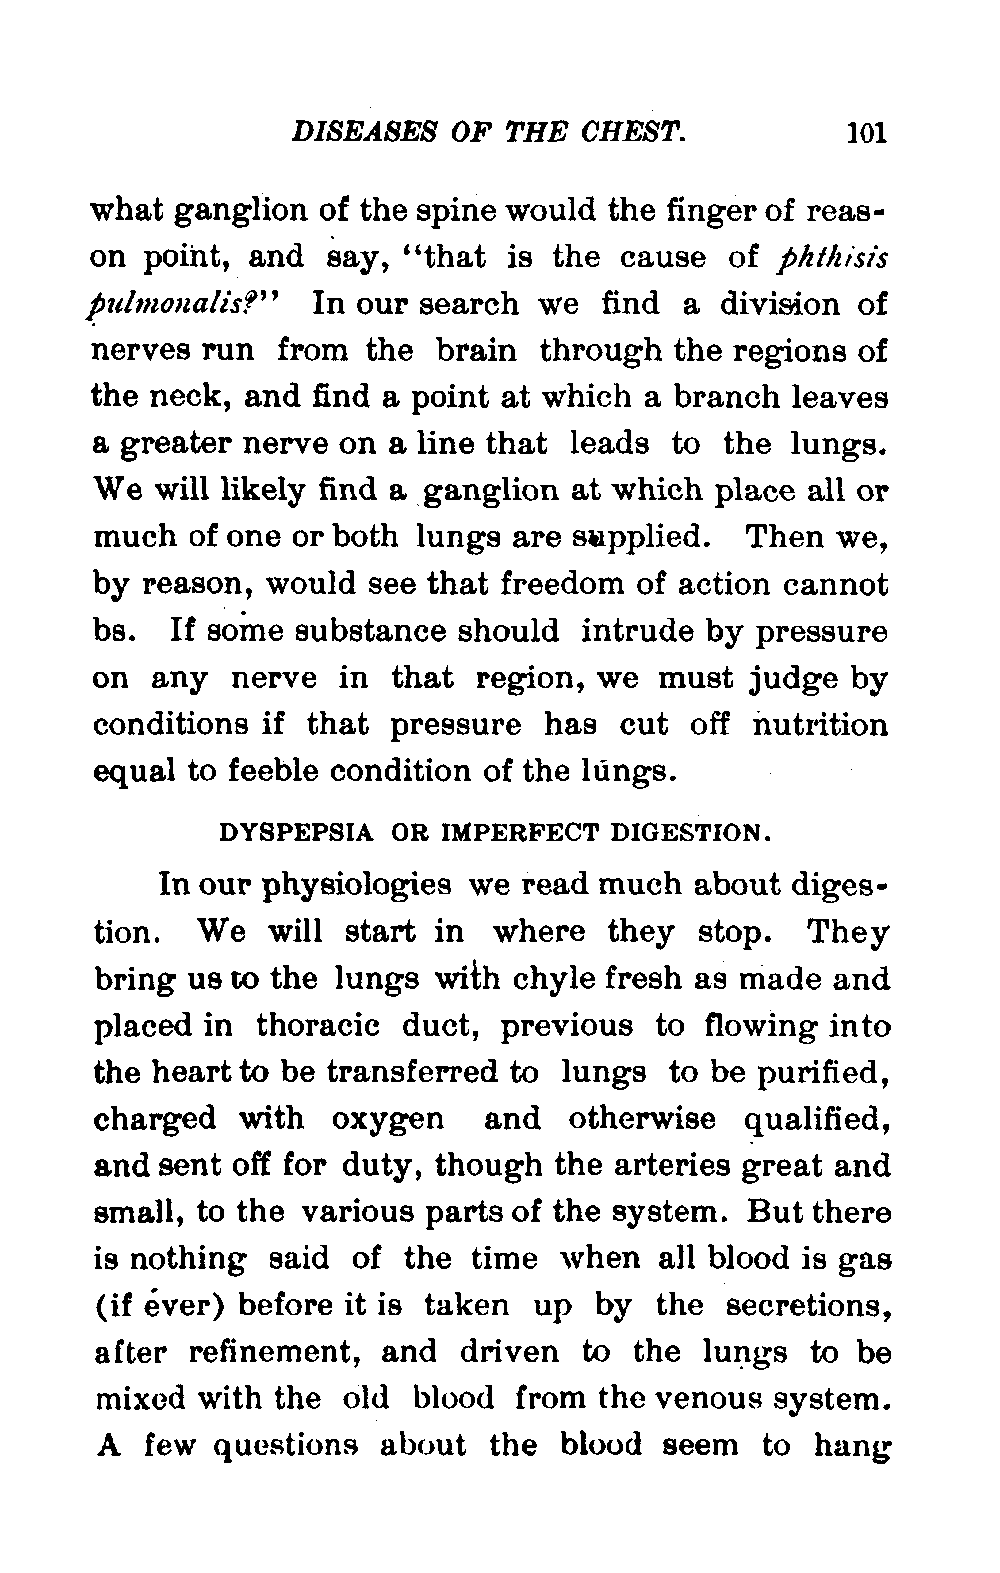 DISEASES OF THE CHEST. 101
what ganglion of the spine would the finger of reas-
on point, and say, “that is the cause of phthisis
pulmonalis?” In our search we find a division of
nerves run from the brain through the regions of
the neck, and find a point at which a branch leaves
a greater nerve on a line that leads to the lungs.
We will likely find a ganglion at which place all or
much of one or both lungs are supplied. Then we,
by reason, would see that freedom of action cannot
bs. If some substance should intrude by pressure
on any nerve in that region, we must judge by
conditions if that pressure has cut off nutrition
equal to feeble condition of the lungs.
DYSPEPSIA OR IMPERFECT DIGESTION.
In our physiologies we read much about diges-
tion. We will start in where they stop. They
bring us to the lungs with chyle fresh as made and
placed in thoracic duct, previous to flowing into
the heart to be transferred to lungs to be purified,
charged with oxygen and otherwise qualified,
and sent off for duty, though the arteries great and
small, to the various parts of the system. But there
is nothing said of the time when all blood is gas
(if ever) before it is taken up by the secretions,
after refinement, and driven to the lungs to be
mixed with the old blood from the venous system.
A few questions about the blood seem to hang